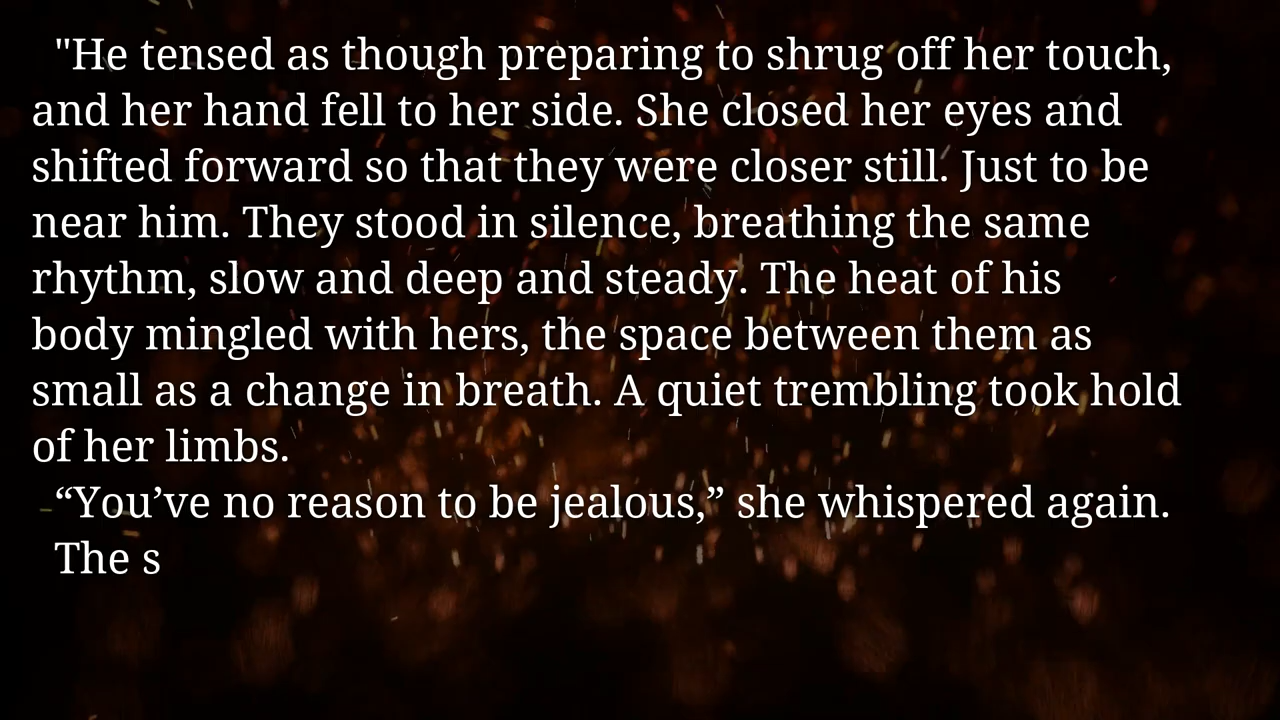 "He tensed as though preparing to shrug off her touch,
and her hand fell to her side. She closed her eyes and
shifted forward so that they were closer still. Just to be
near him. They stood in silence, breathing the same
rhythm, slow and deep and steady. The heat of his
body mingled with hers, the space between them as
small as a change in breath. A quiet trembling took hold
of her limbs.
“You’ve no reason to be jealous,” she whispered again.
The s